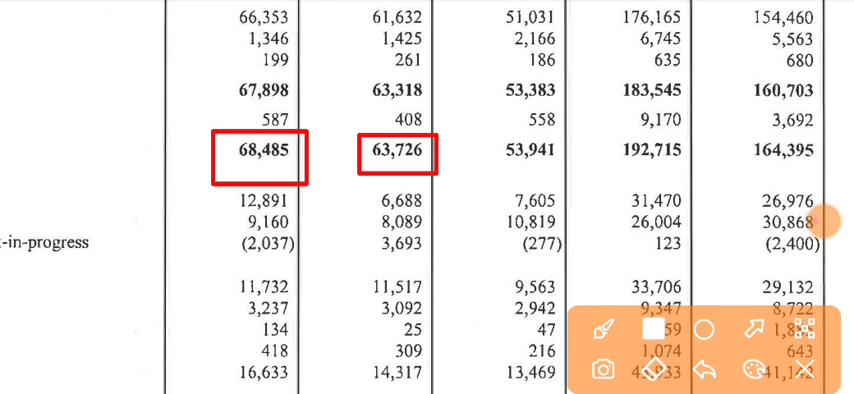 66,353 61,632 51,031 176,165 154,460
1,346 1,425 2,166 6,745 5,563
199 261 186 635 680
67,898 63,318 53,383 183,545 160,703
587 408 558 9,170 3,692
68,485 63,726 53,941 192,715 164,395
12,891 6,688 7,605 31,470 26,976
9,160 8,089 10,819 26,004 30,868
-in-progress (2,037) 3,693 (277) 123 (2,400)
11,732 11,517 9,563 33,706 29,132
3,237 3,092 2,942 9,347 8,722
134 25 47
418 309 216 1,074 643
16,633 14,317 13,469